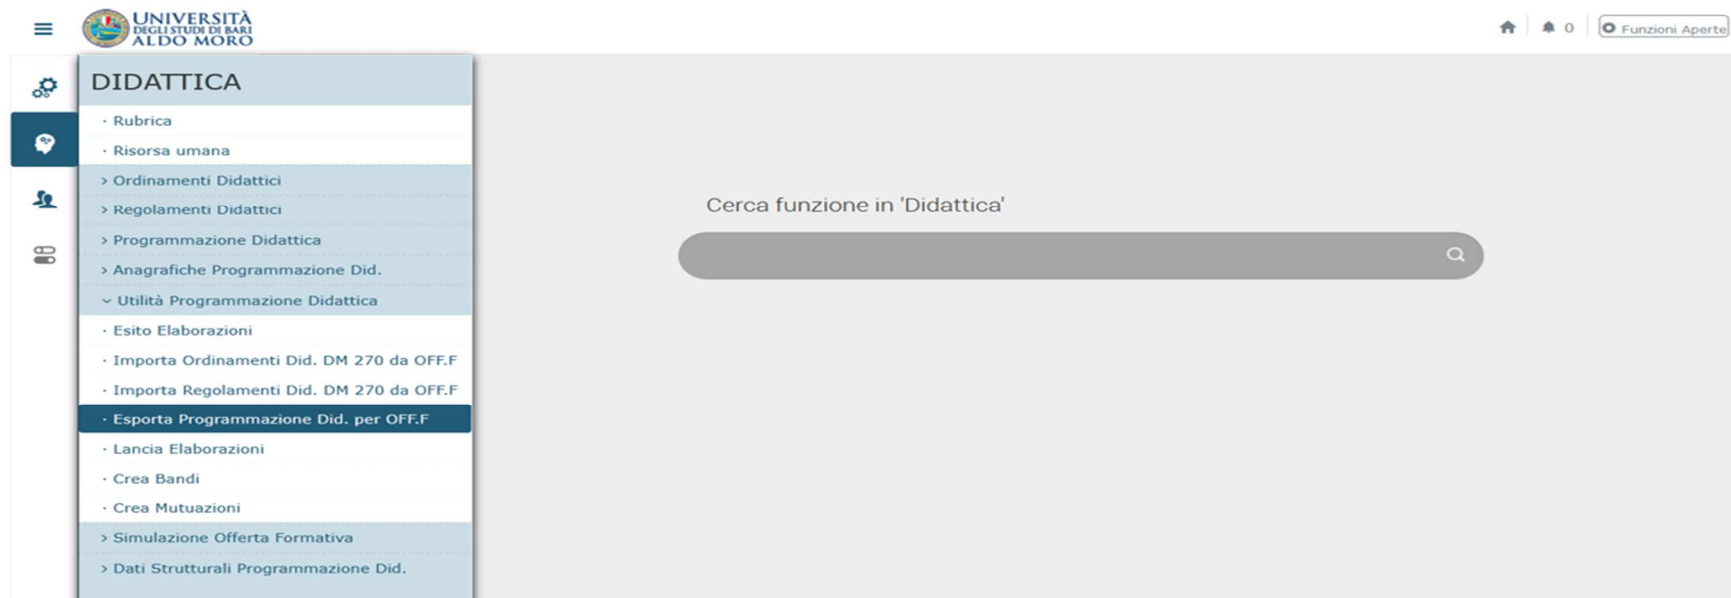 UNIVERSITÀ
DEGLI STUDI DI BARI
ALDO MORO
0
Funzioni Aperte
DIDATTICA
· Rubrica
· Risorsa umana
> Ordinamenti Didattici
> Regolamenti Didattici
> Programmazione Didattica
> Anagrafiche Programmazione Did.
Utilità Programmazione Didattica
· Esito Elaborazioni
· Importa Ordinamenti Did. DM 270 da OFF.F
· Importa Regolamenti Did. DM 270 da OFF.F
· Esporta Programmazione Did. per OFF.F
· Lancia Elaborazioni
· Crea Bandi
· Crea Mutuazioni
> Simulazione Offerta Formativa
> Dati Strutturali Programmazione Did.
Cerca funzione in 'Didattica'